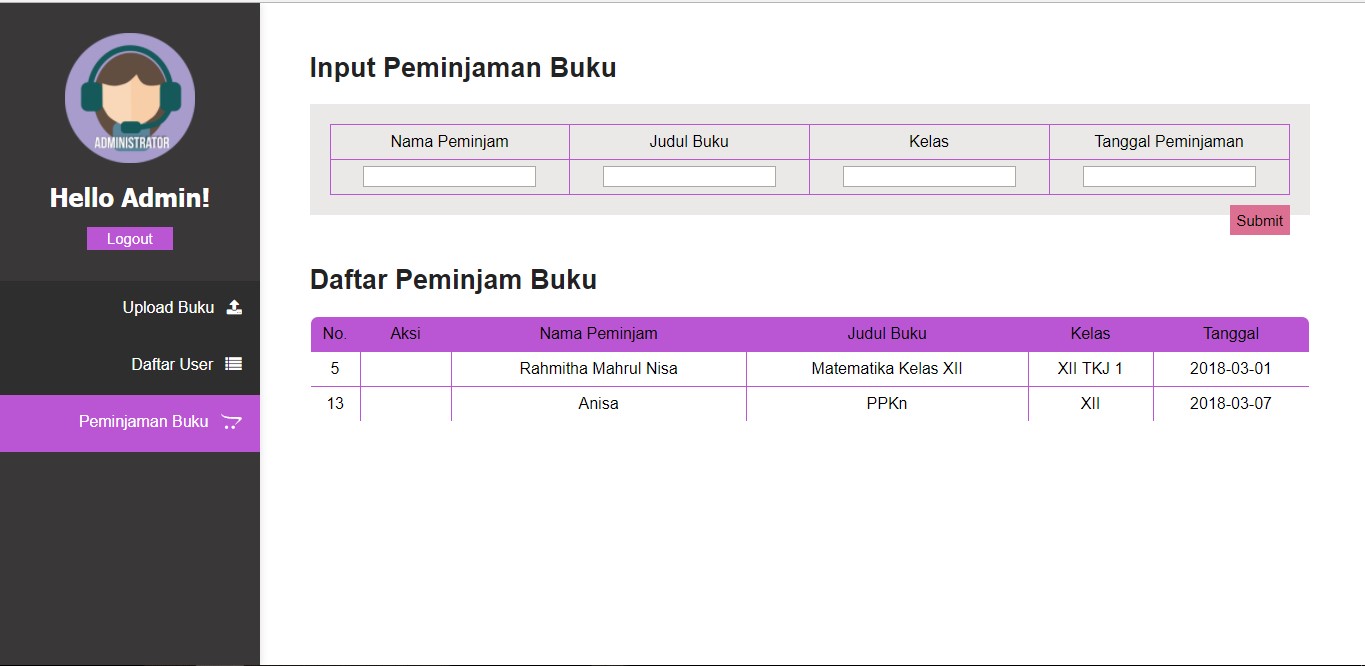 ADMINISTRATOR
Hello Admin!
Logout
Upload Buku
Daftar User
Peminjaman Buku
Input Peminjaman Buku
Nama Peminjam Judul Buku Kelas Tanggal Peminjaman
Submit
Daftar Peminjam Buku
No. Aksi Nama Peminjam Judul Buku Kelas Tanggal
5 Rahmitha Mahrul Nisa Matematika Kelas XII XII TKJ 1 2018-03-01
13 Anisa PPKn XII 2018-03-07